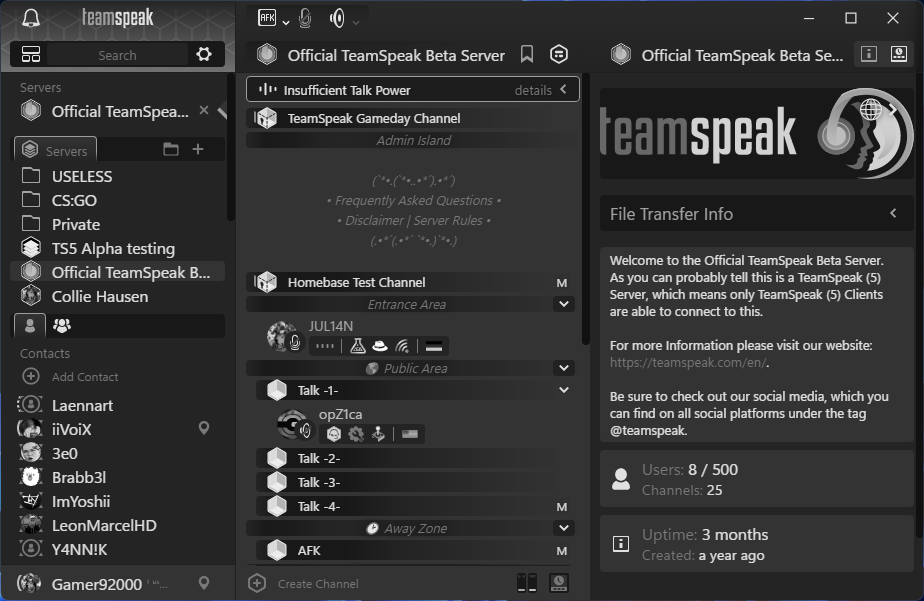 teamspeak
Search
Servers
Official TeamSpea...
Servers
USELESS
CS:GO
Private
TS5 Alpha testing
Official TeamSpeak B...
Collie Hausen
Contacts
Add Contact
Laennart
iiVoiX
3e0
Brabb3l
ImYoshii
LeonMarcelHD
Y4NN!K
Gamer92000
AFK
Official TeamSpeak Beta Server
Insufficient Talk Power
details
TeamSpeak Gameday Channel
Admin Island
• Frequently Asked Questions •
• Disclaimer | Server Rules •
Homebase Test Channel M
Entrance Area
JUL14N
Public Area
Talk -1-
opZ1ca
Talk -2-
Talk -3-
Talk -4- M
Away Zone
AFK M
Create Channel
Official TeamSpeak Beta Se...
teamspeak
File Transfer Info
Welcome to the Official TeamSpeak Beta Server.
As you can probably tell this is a TeamSpeak (5)
Server, which means only TeamSpeak (5) Clients
are able to connect to this.
For more Information please visit our website:
https://teamspeak.com/en/.
Be sure to check out our social media, which you
can find on all social platforms under the tag
@teamspeak.
Users: 8 / 500
Channels: 25
Uptime: 3 months
Created: a year ago